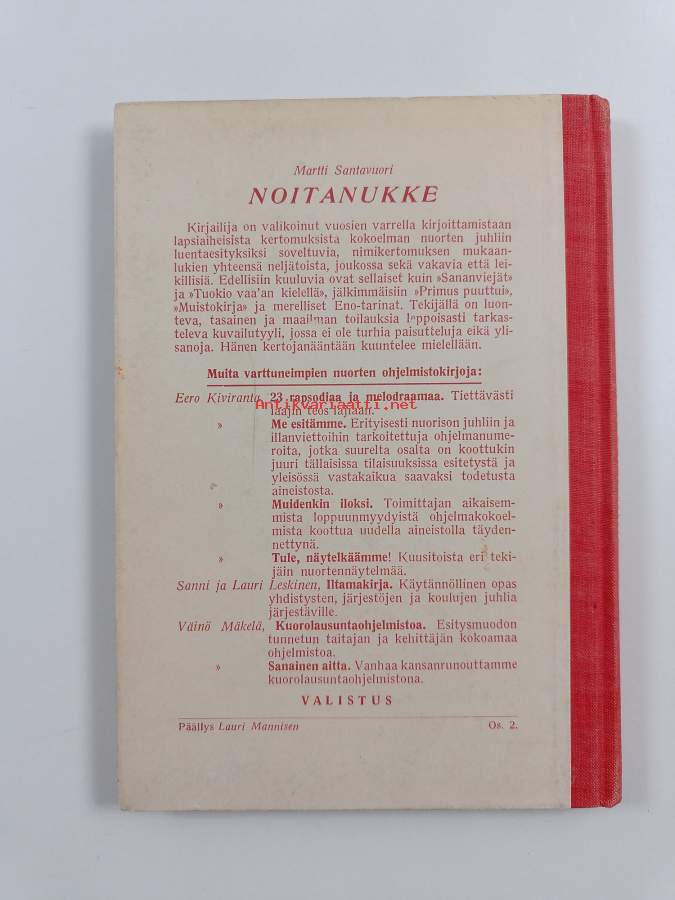 Martti Santavuori
NOITANUKKE
Kirjailija on valikoinut vuosien varrella kirjoittamistaan
lapsiaiheisista kertomuksista kokoelman nuorten juhliin
luentaesityksiksi soveltuvia, nimikertomuksen mukaan-
lukien yhteensä neljätoista, joukossa sekä vakavia että lei-
killisiä. Edellisiin kuuluvia ovat sellaiset kuin »Sananviejät»
ja »Tuokio vaa'an kielellä», jälkimmäisiin »Primus puuttui»,
»Muistokirja» ja merelliset Eno-tarinat. Tekijällä on luon-
teva, tasainen ja maailman toilauksia leppoisasti tarkas-
televa kuvailutyyli, jossa ei ole turhia paisutteluja eikä yli-
sanoja. Hänen kertojanääntään kuuntelee mielellään.
Muita varttuneimpien nuorten ohjelmistokirjoja:
Eero Kiviranta, 23 rapsodiaa ja melodraamaa. Tiettävästi
Antikvariaatti.net
laajin teos lajiaan.
» Me esitämme. Erityisesti nuorison juhliin ja
illanviettoihin tarkoitettuja ohjelmanume-
roita, jotka suurelta osalta on koottukin
juuri tällaisissa tilaisuuksissa esitetystä ja
yleisössä vastakaikua saavaksi todetusta
aineistosta.
» Muidenkin iloksi. Toimittajan aikaisem-
mista loppuunmyydyistä ohjelmakokoel-
mista koottua uudella aineistolla täyden-
nettynä.
» Tule, näytelkäämme! Kuusitoista eri teki-
jäin nuortennäytelmää.
Sanni ja Lauri Leskinen, Iltamakirja. Käytännöllinen opas
yhdistysten, järjestöjen ja koulujen juhlia
järjestäville.
Väinö Mäkelä, Kuorolausuntaohjelmistoa. Esitysmuodon
tunnetun taitajan ja kehittäjän kokoamaa
ohjelmistoa.
» Sanainen aitta. Vanhaa kansanrunouttamme
kuorolausuntaohjelmistona.
VALISTUS
Päällys Lauri Mannisen Os. 2.